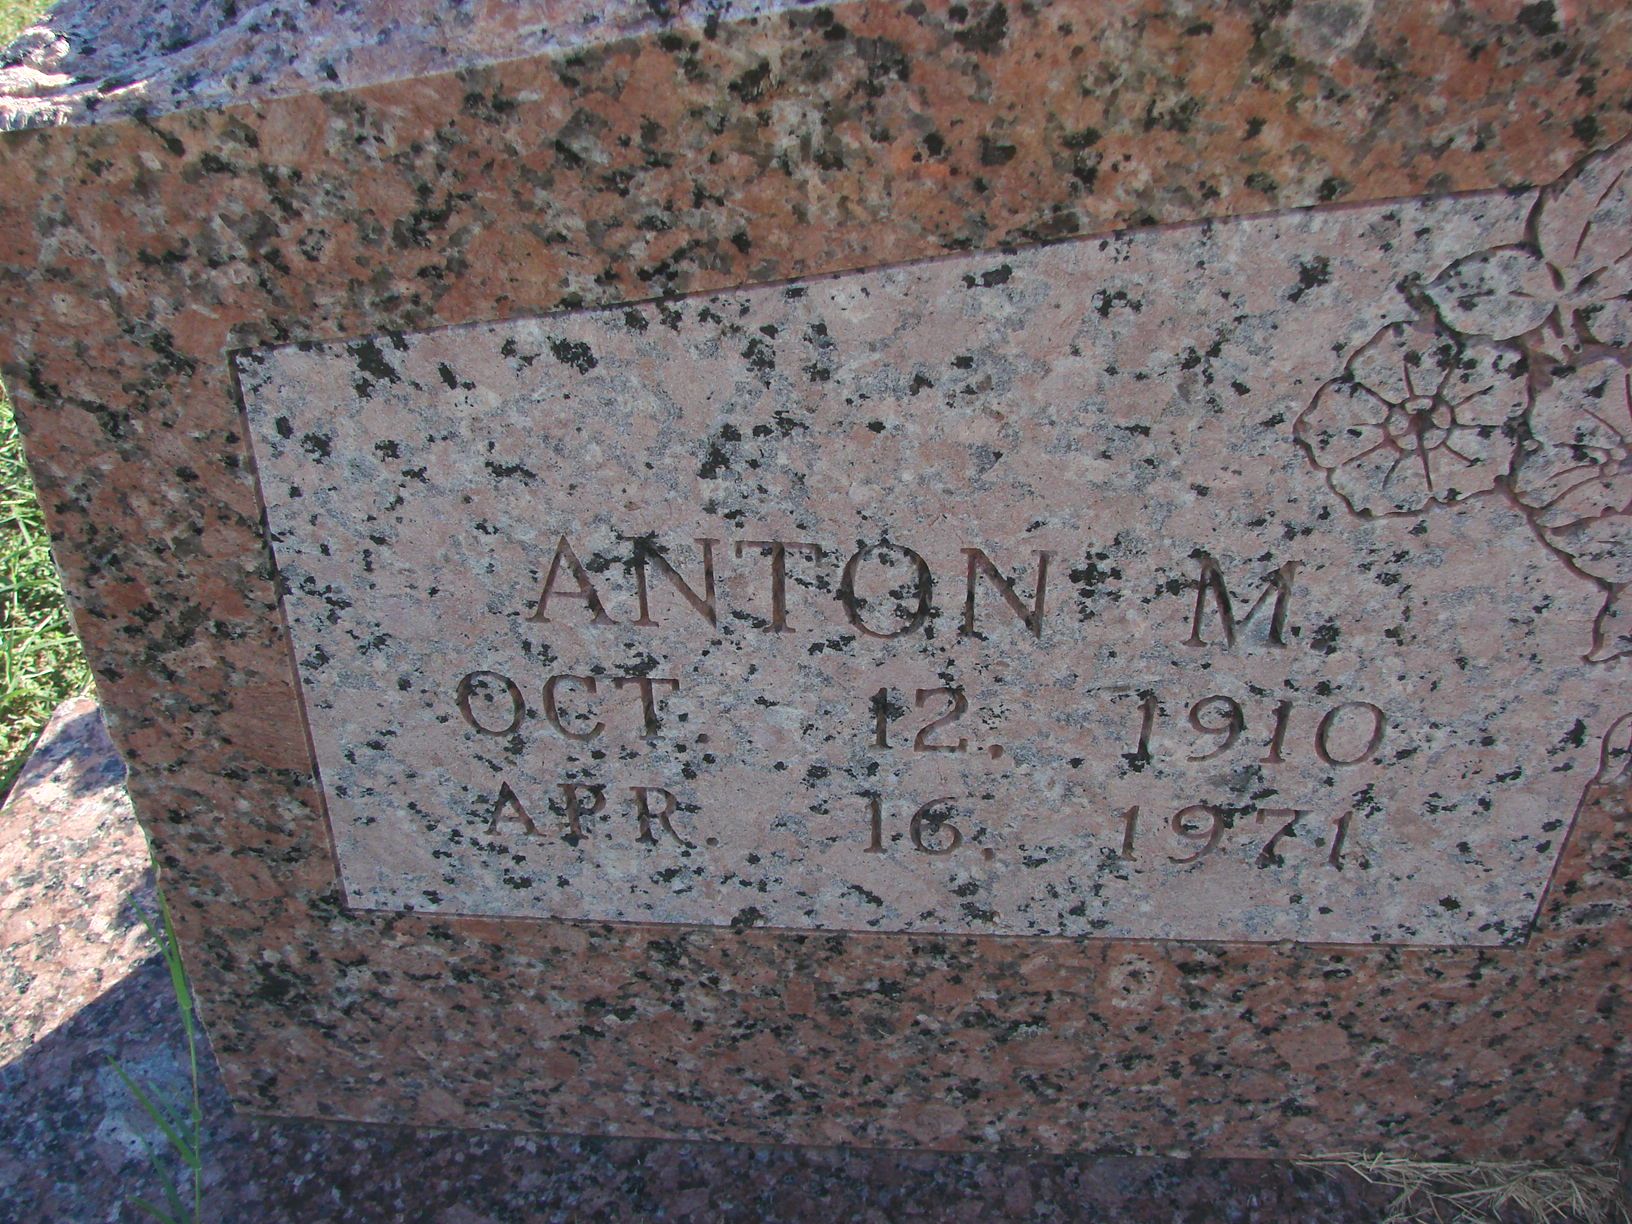 ANTON M.
OCT. 12, 1910
APR. 16, 1971